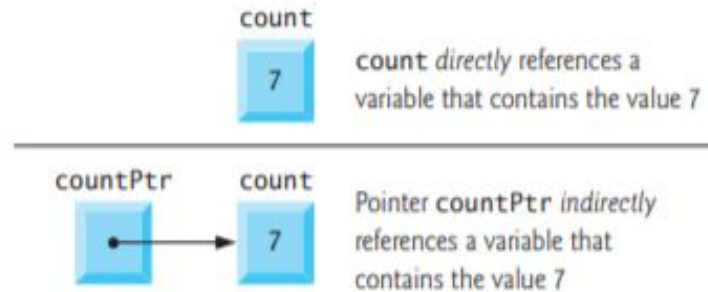 count
7
count directly references a
variable that contains the value 7
countPtr count
7
Pointer countPtr indirectly
references a variable that
contains the value 7